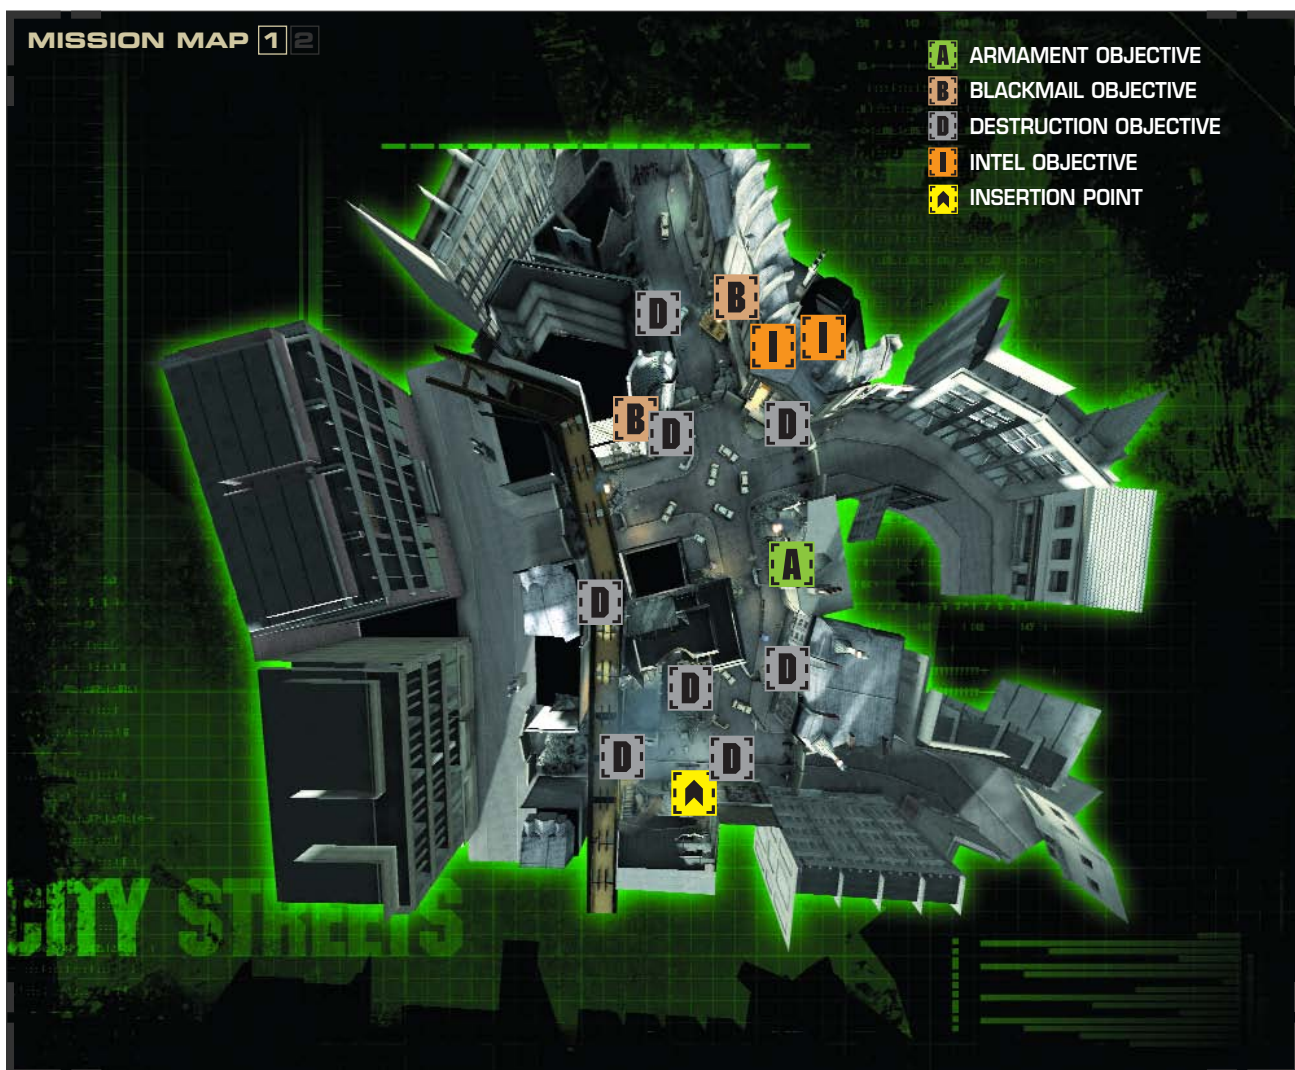 MISSION MAP 1 2
A ARMAMENT OBJECTIVE
B BLACKMAIL OBJECTIVE
D DESTRUCTION OBJECTIVE
I INTEL OBJECTIVE
INSERTION POINT
B
D
I
I
B
D
D
A
D
D
D
D
D
CITY STREETS